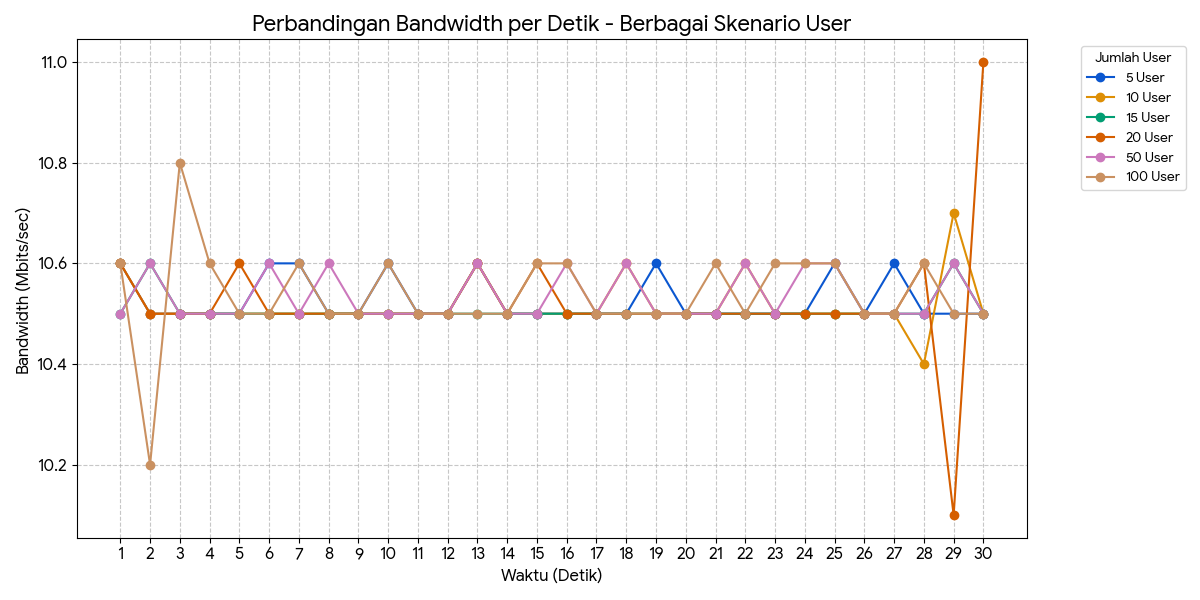 Perbandingan Bandwidth per Detik - Berbagai Skenario User
Jumlah User
5 User
10 User
15 User
20 User
50 User
100 User
Bandwidth (Mbits/sec)
11.0
10.8
10.6
10.4
10.2
1 2 3 4 5 6 7 8 9 10 11 12 13 14 15 16 17 18 19 20 21 22 23 24 25 26 27 28 29 30
Waktu (Detik)